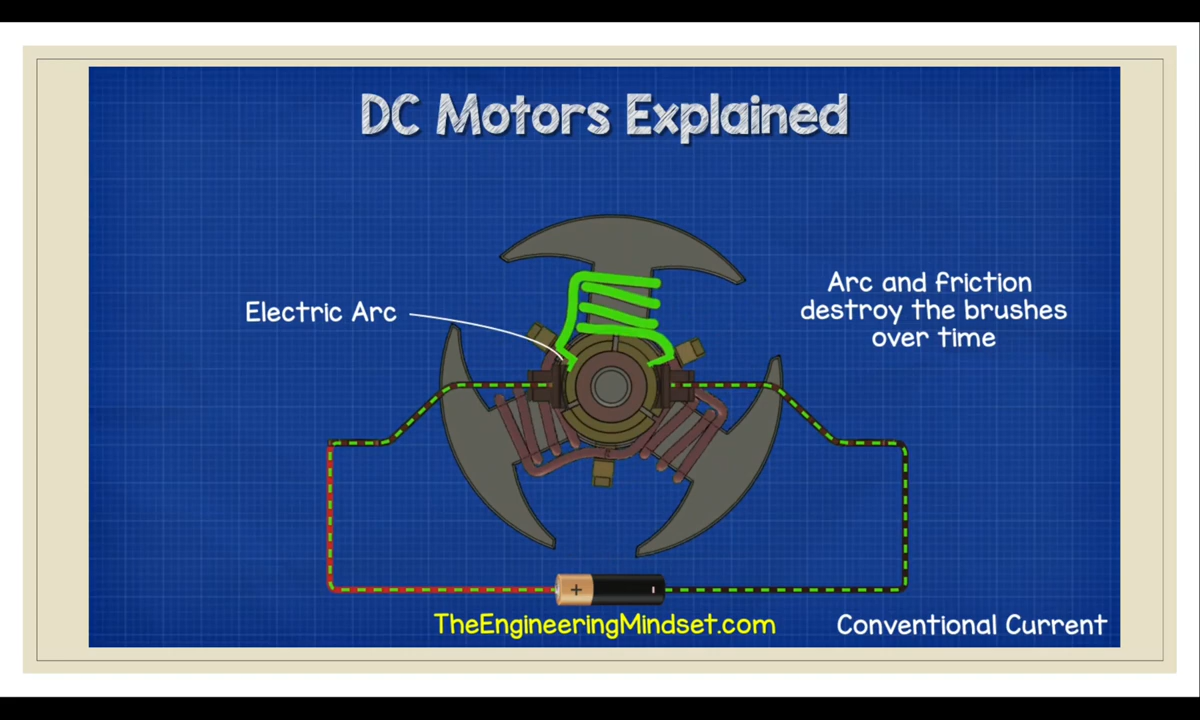 DC Motors Explained
Electric Arc
Arc and friction
destroy the brushes
over time
+
TheEngineeringMindset.com
Conventional Current